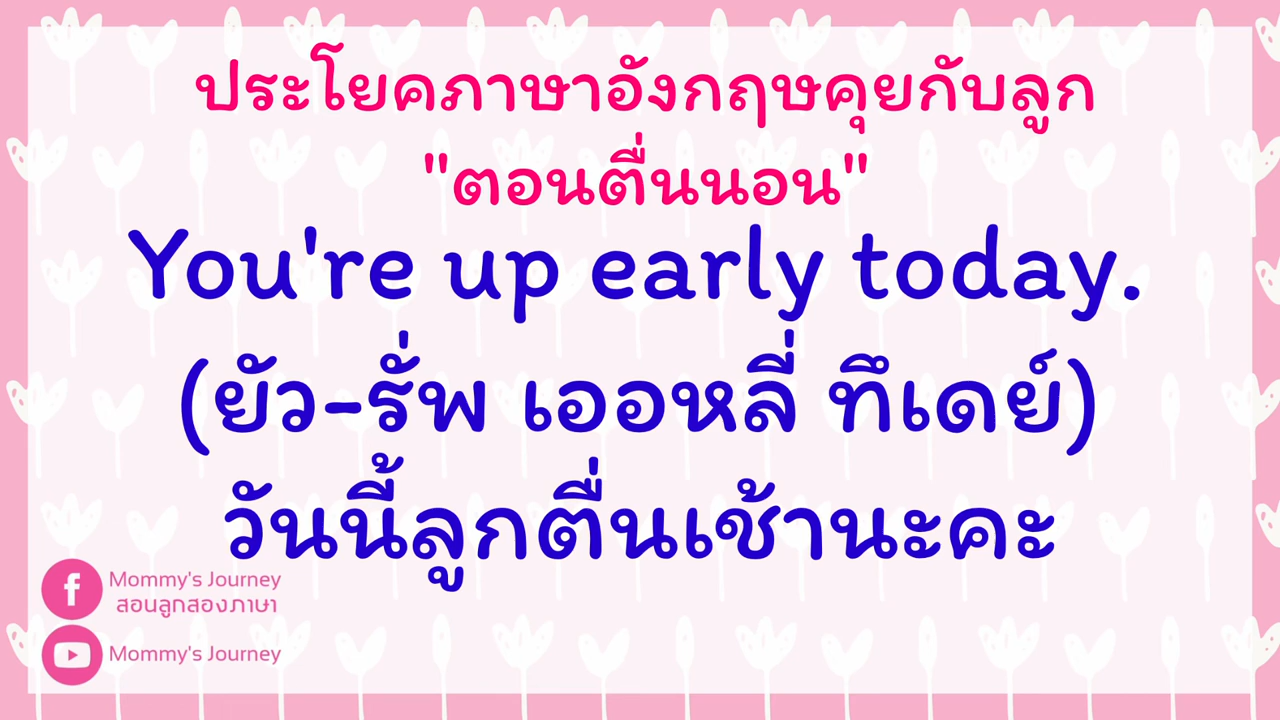 ประโยคภาษาอังกฤษคุยกับลูก
"ตอนตื่นนอน"
You're up early today.
(ยัว-รั่พ เออหลี่ ทึเดย์)
วันนี้ลูกตื่นเช้านะคะ
Mommy's Journey
สอนลูกสองภาษา
Mommy's Journey